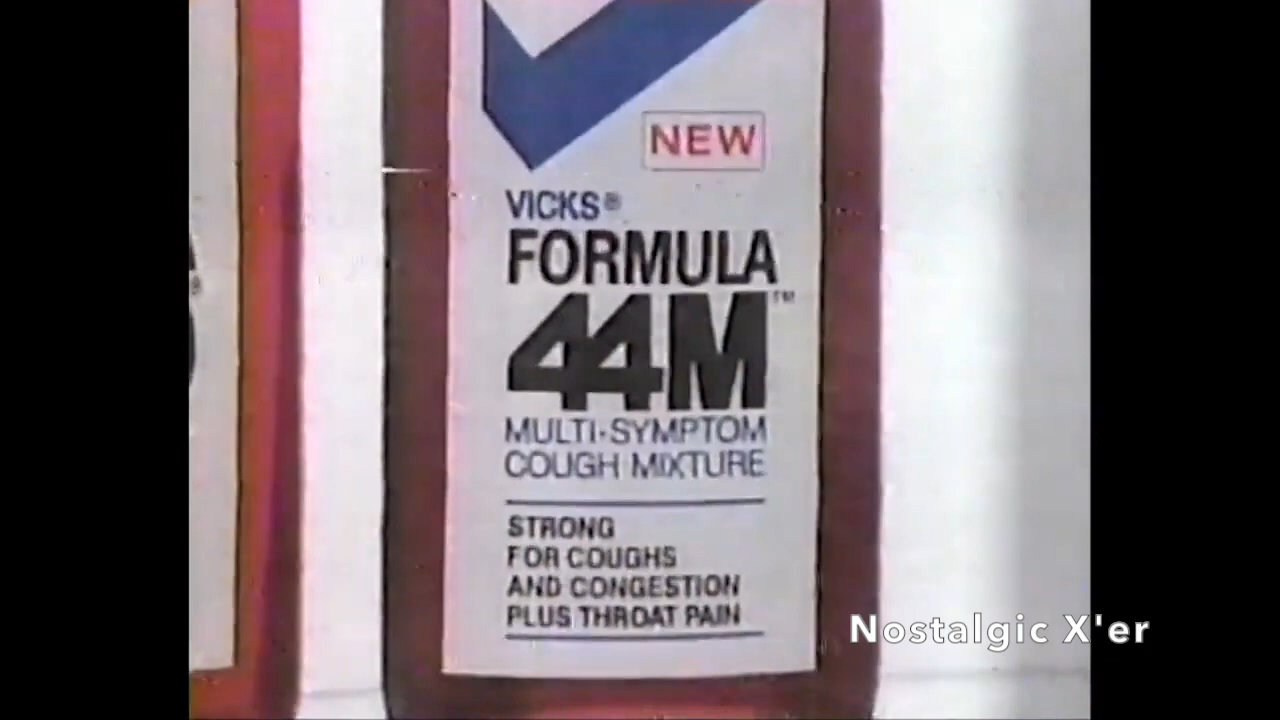 NEW
VICKS®
FORMULA
44M™
MULTI-SYMPTOM
COUGH MIXTURE
STRONG
FOR COUGHS
AND CONGESTION
PLUS THROAT PAIN
Nostalgic X'er